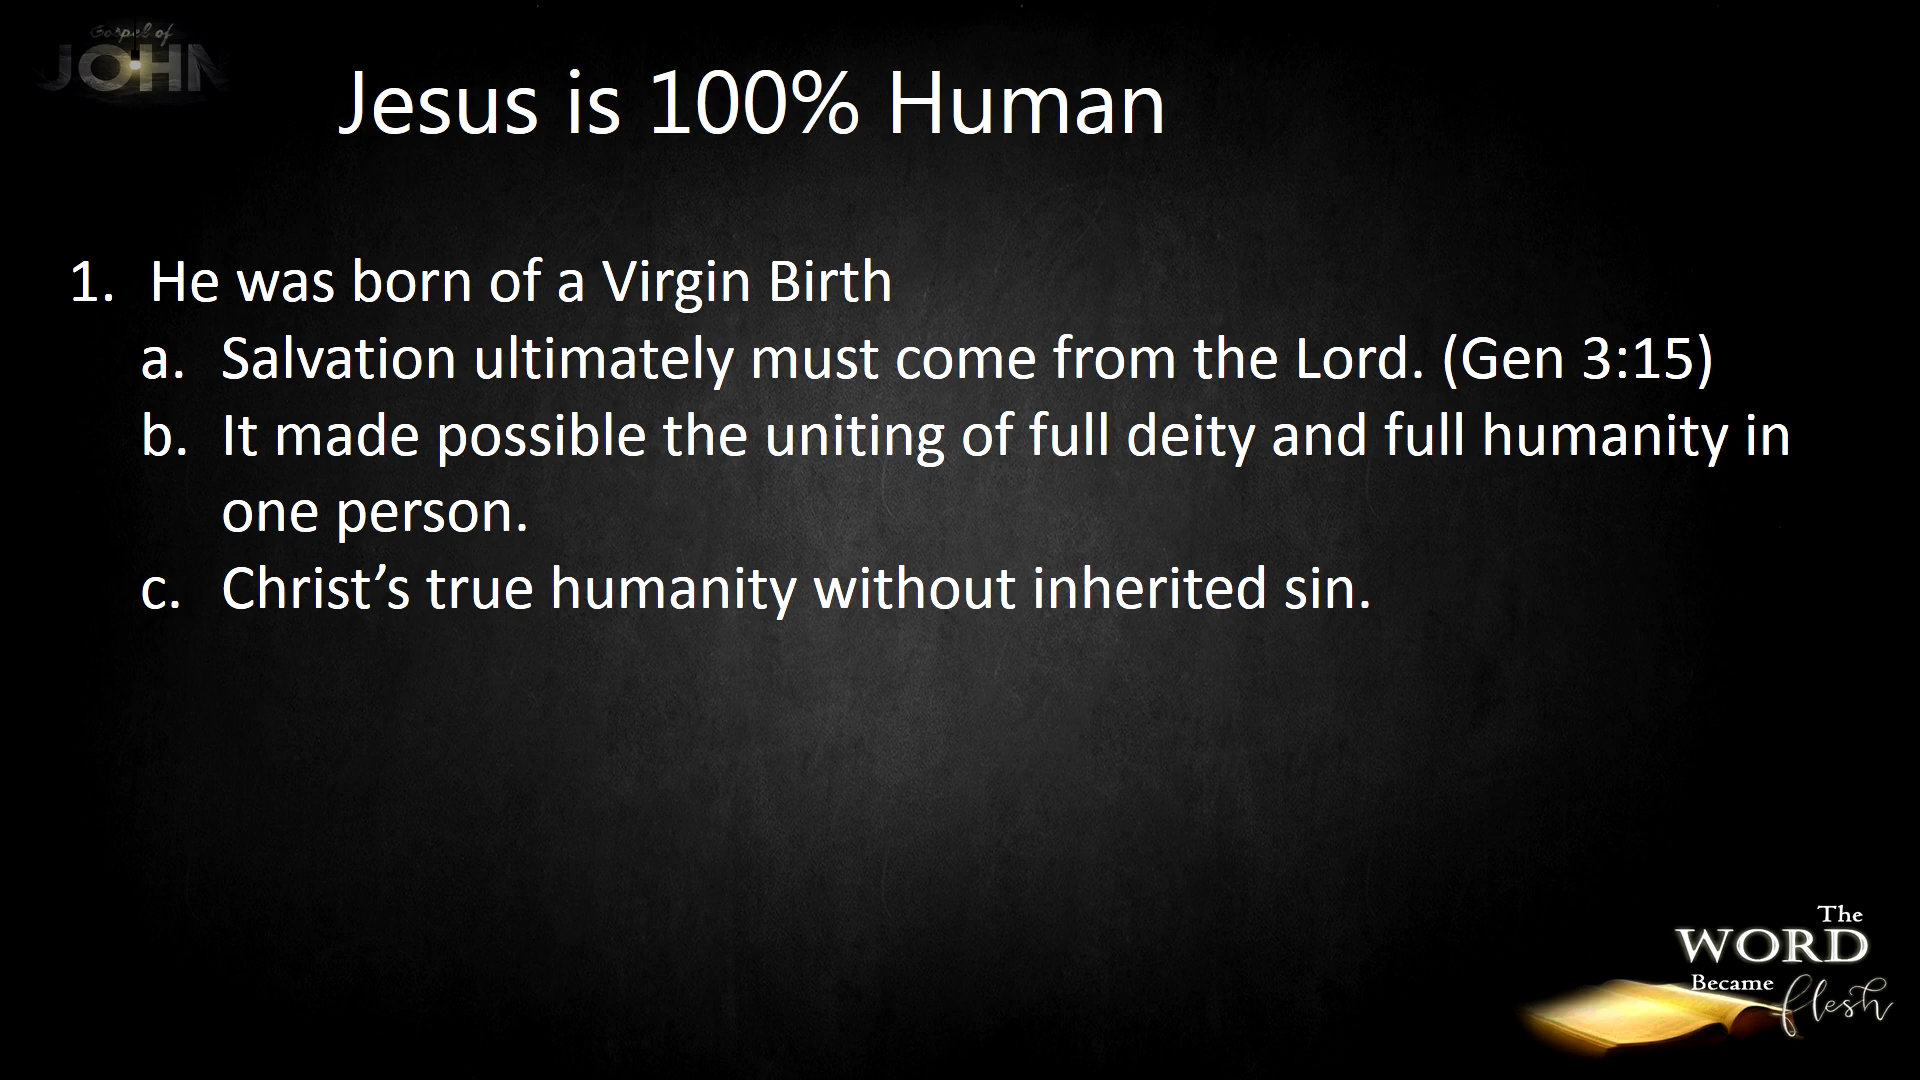 Gospel of
JOHN
Jesus is 100% Human
1. He was born of a Virgin Birth
a. Salvation ultimately must come from the Lord. (Gen 3:15)
b. It made possible the uniting of full deity and full humanity in
one person.
c. Christ’s true humanity without inherited sin.
The
WORD
Became
flesh